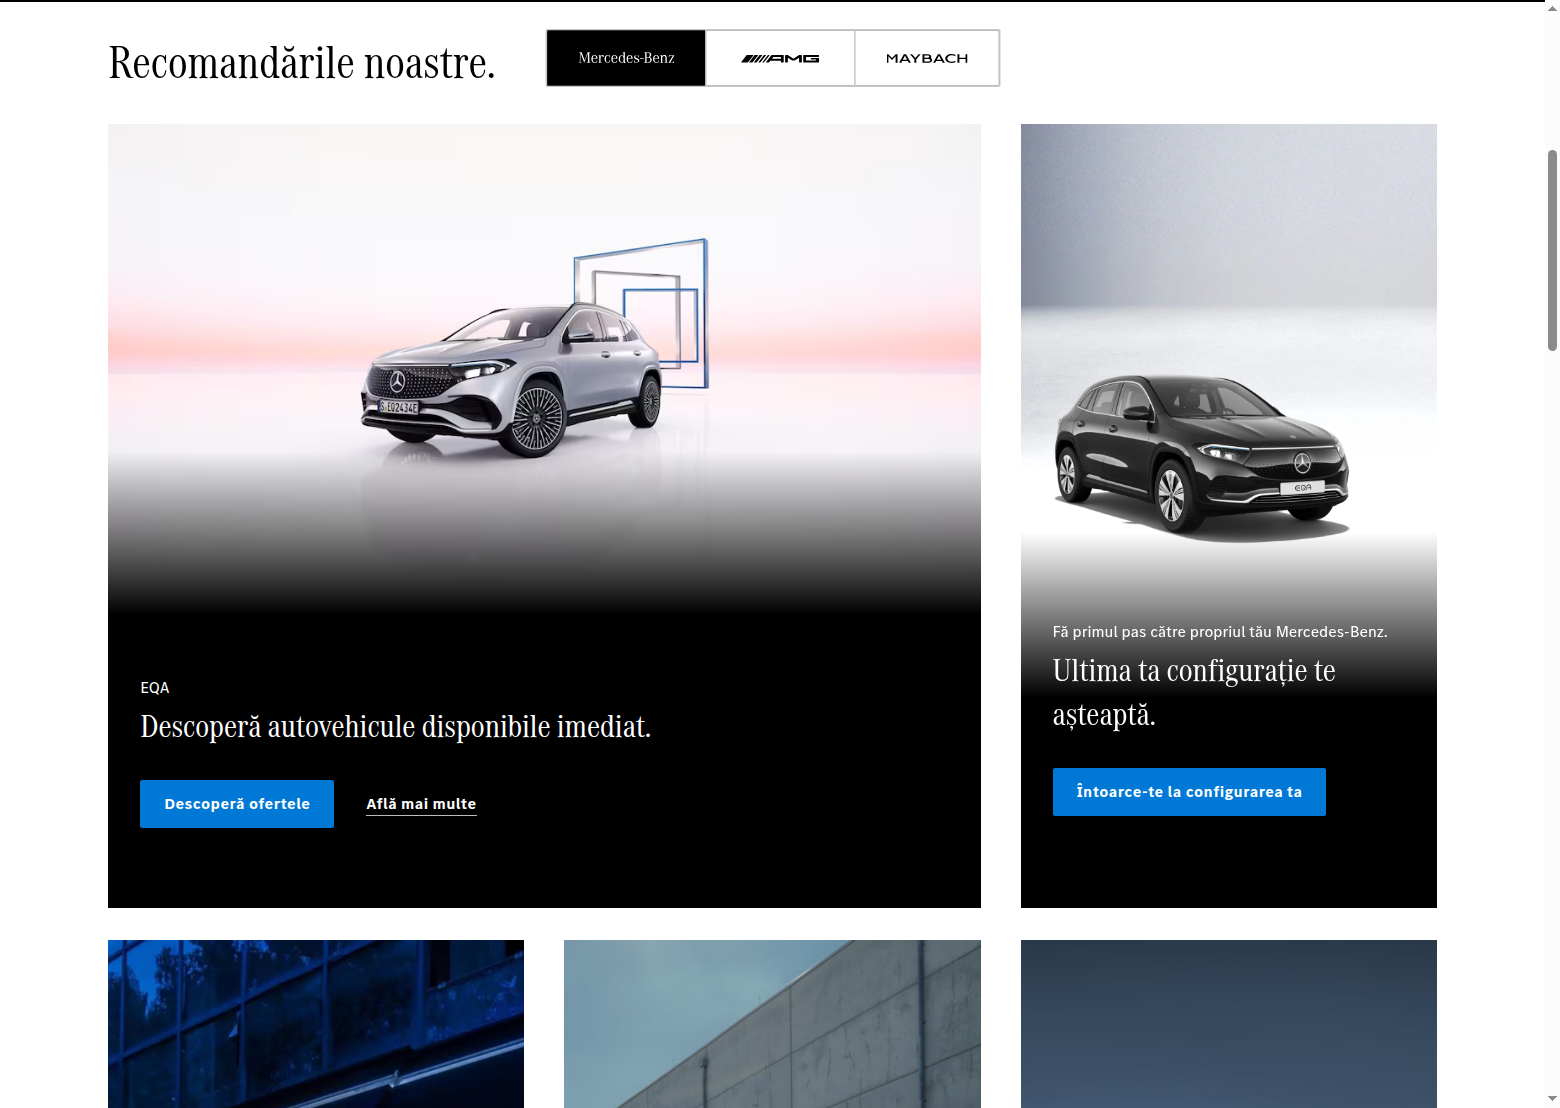 Recomandările noastre.
Mercedes-Benz
AMG
MAYBACH
S·EQ2434E
EQA
EQA
Descoperă autovehicule disponibile imediat.
Descoperă ofertele
Află mai multe
Fă primul pas către propriul tău Mercedes-Benz.
Ultima ta configurație te
așteaptă.
Întoarce-te la configurarea ta